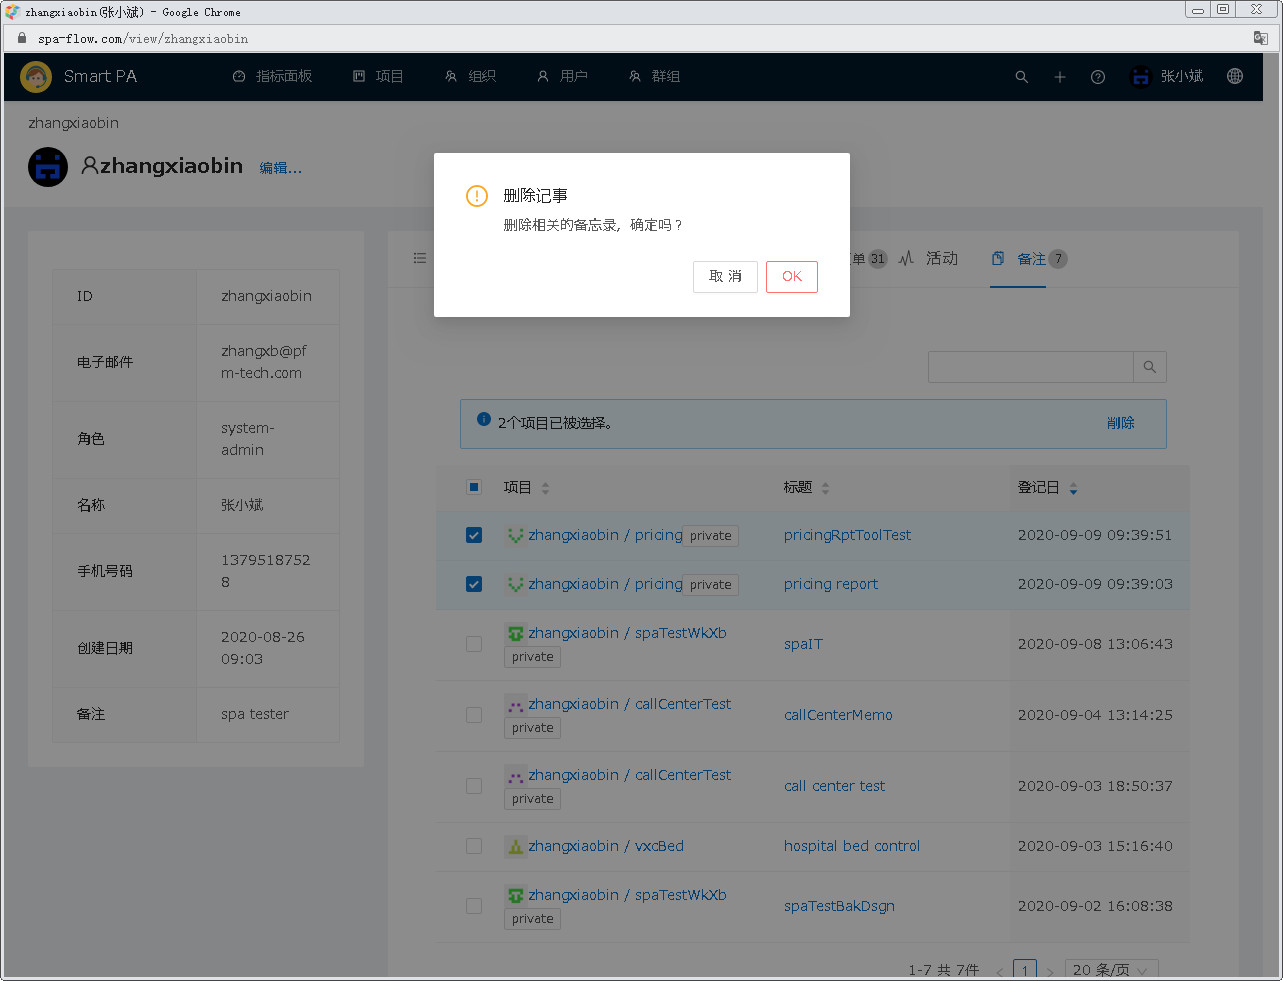 zhangxiaobin(张小斌) - Google Chrome
spa-flow.com/view/zhangxiaobin
Smart PA 指标面板 项目 组织 用户 群组 张小斌
zhangxiaobin
zhangxiaobin 编辑...
删除记事
删除相关的备忘录，确定吗？
取 消 OK
单 31 活动 备注 7
ID zhangxiaobin
电子邮件 zhangxb@pf
m-tech.com
角色 system-
admin
名称 张小斌
手机号码 1379518752
8
创建日期 2020-08-26
09:03
备注 spa tester
2个项目已被选择。 删除
项目 标题 登记日
zhangxiaobin / pricing private pricingRptToolTest 2020-09-09 09:39:51
zhangxiaobin / pricing private pricing report 2020-09-09 09:39:03
zhangxiaobin / spaTestWkXb
private spaIT 2020-09-08 13:06:43
zhangxiaobin / callCenterTest
private callCenterMemo 2020-09-04 13:14:25
zhangxiaobin / callCenterTest
private call center test 2020-09-03 18:50:37
zhangxiaobin / vxcBed hospital bed control 2020-09-03 15:16:40
zhangxiaobin / spaTestWkXb
private spaTestBakDsgn 2020-09-02 16:08:38
1-7 共 7件 < 1 > 20 条/页